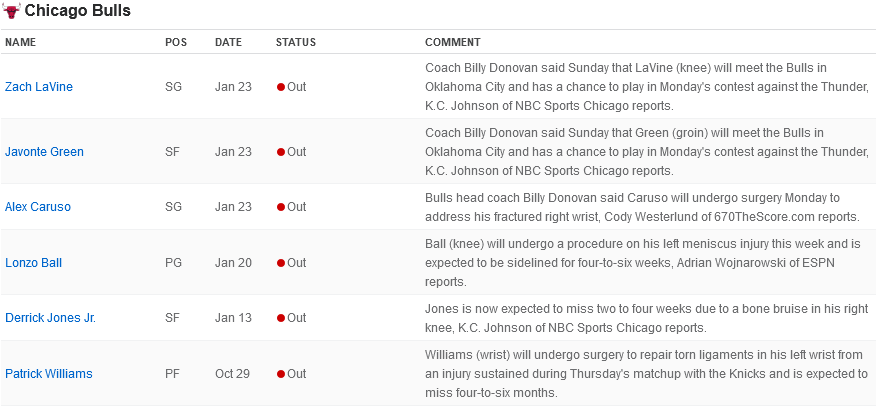 Chicago Bulls
NAME POS DATE STATUS COMMENT
Coach Billy Donovan said Sunday that LaVine (knee) will meet the Bulls in
Zach LaVine SG Jan 23 Out Oklahoma City and has a chance to play in Monday's contest against the Thunder,
K.C. Johnson of NBC Sports Chicago reports.
Coach Billy Donovan said Sunday that Green (groin) will meet the Bulls in
Javonte Green SF Jan 23 Out Oklahoma City and has a chance to play in Monday's contest against the Thunder,
K.C. Johnson of NBC Sports Chicago reports.
Bulls head coach Billy Donovan said Caruso will undergo surgery Monday to
Alex Caruso SG Jan 23 Out address his fractured right wrist, Cody Westerlund of 670TheScore.com reports.
Ball (knee) will undergo a procedure on his left meniscus injury this week and is
Lonzo Ball PG Jan 20 Out expected to be sidelined for four-to-six weeks, Adrian Wojnarowski of ESPN
reports.
Jones is now expected to miss two to four weeks due to a bone bruise in his right
Derrick Jones Jr. SF Jan 13 Out knee, K.C. Johnson of NBC Sports Chicago reports.
Williams (wrist) will undergo surgery to repair torn ligaments in his left wrist from
Patrick Williams PF Oct 29 Out an injury sustained during Thursday's matchup with the Knicks and is expected to
miss four-to-six months.